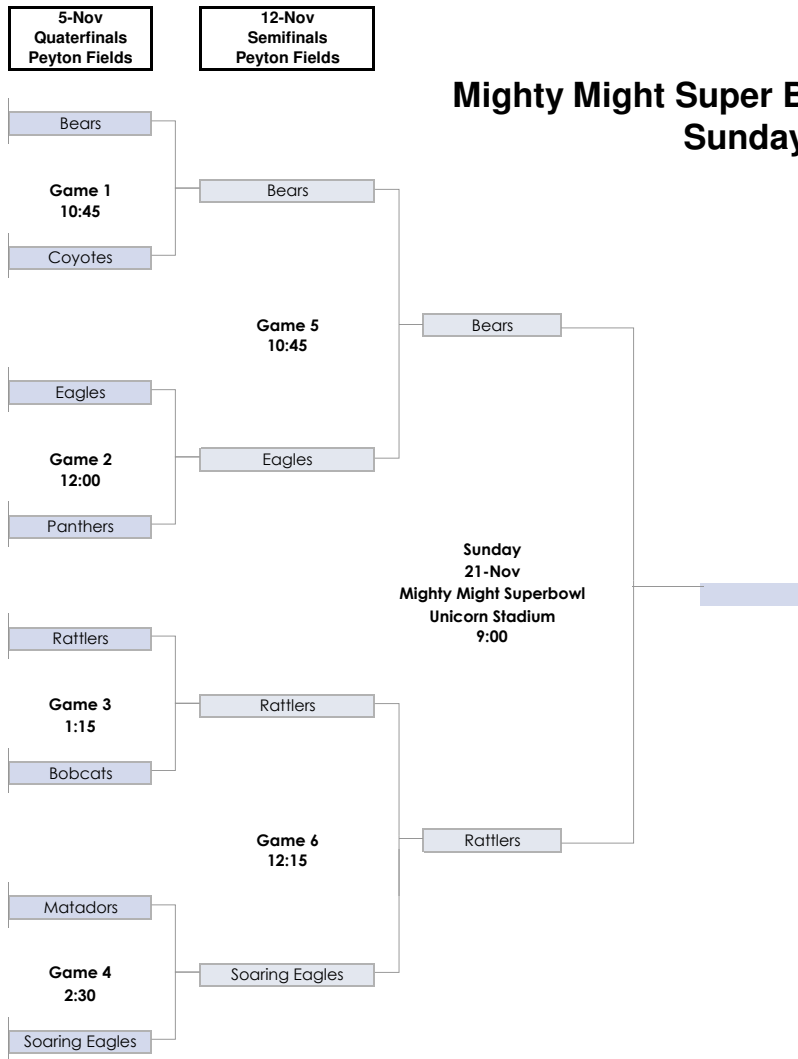 5-Nov
Quaterfinals
Peyton Fields
12-Nov
Semifinals
Peyton Fields
Mighty Might Super
Sunday
Bears
Game 1
10:45
Coyotes
Bears
Game 5
10:45
Bears
Eagles
Game 2
12:00
Panthers
Eagles
Sunday
21-Nov
Mighty Might Superbowl
Unicorn Stadium
9:00
Rattlers
Game 3
1:15
Bobcats
Rattlers
Game 6
12:15
Rattlers
Matadors
Game 4
2:30
Soaring Eagles
Soaring Eagles